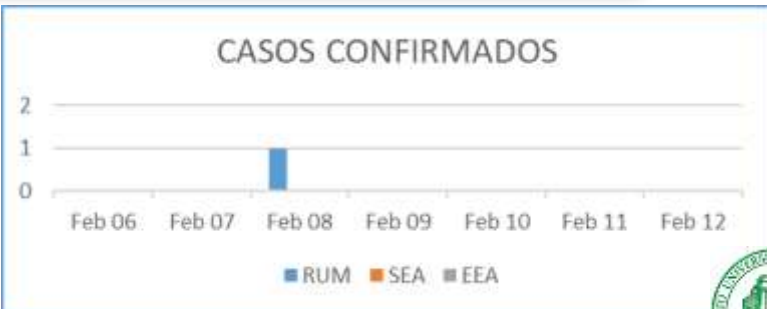 CASOS CONFIRMADOS
2
1
0
Feb 06 Feb 07 Feb 08 Feb 09 Feb 10 Feb 11 Feb 12
RUM SEA EEA